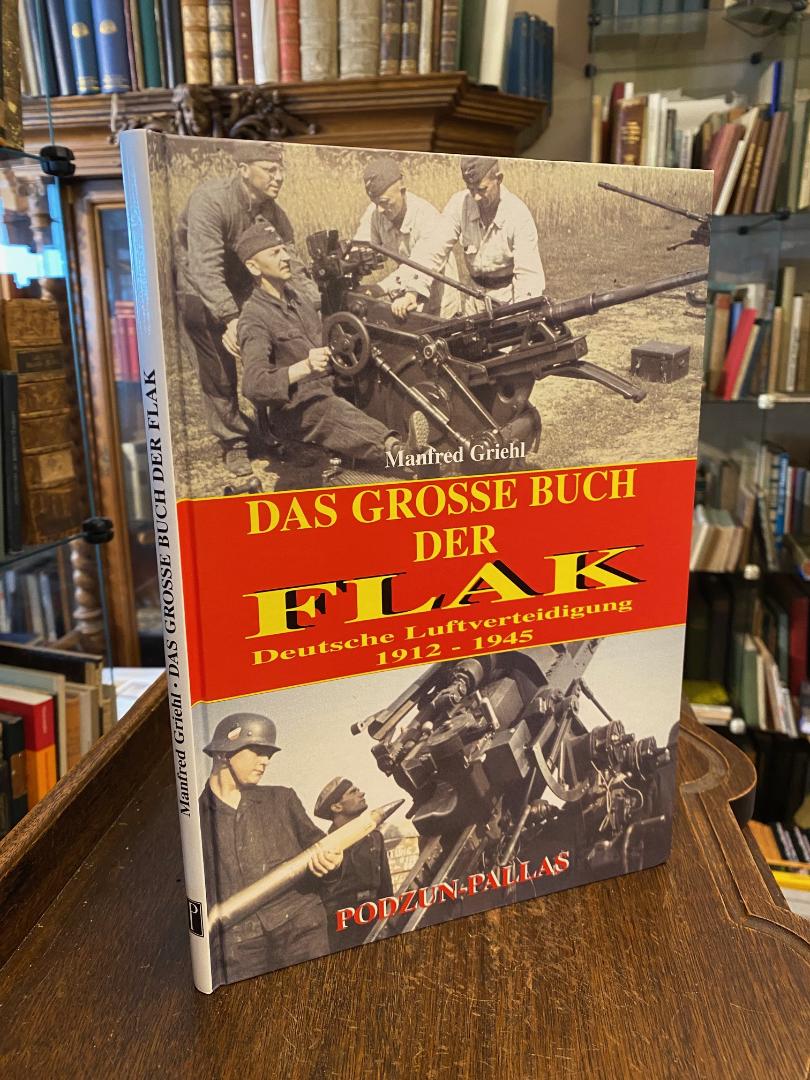 Manfred Griehl
DAS GROSSE BUCH
DER
FLAK
Deutsche Luftverteidigung
1912 - 1945
PODZUN-PALLAS
Manfred Griehl · DAS GROSSE BUCH DER FLAK
P